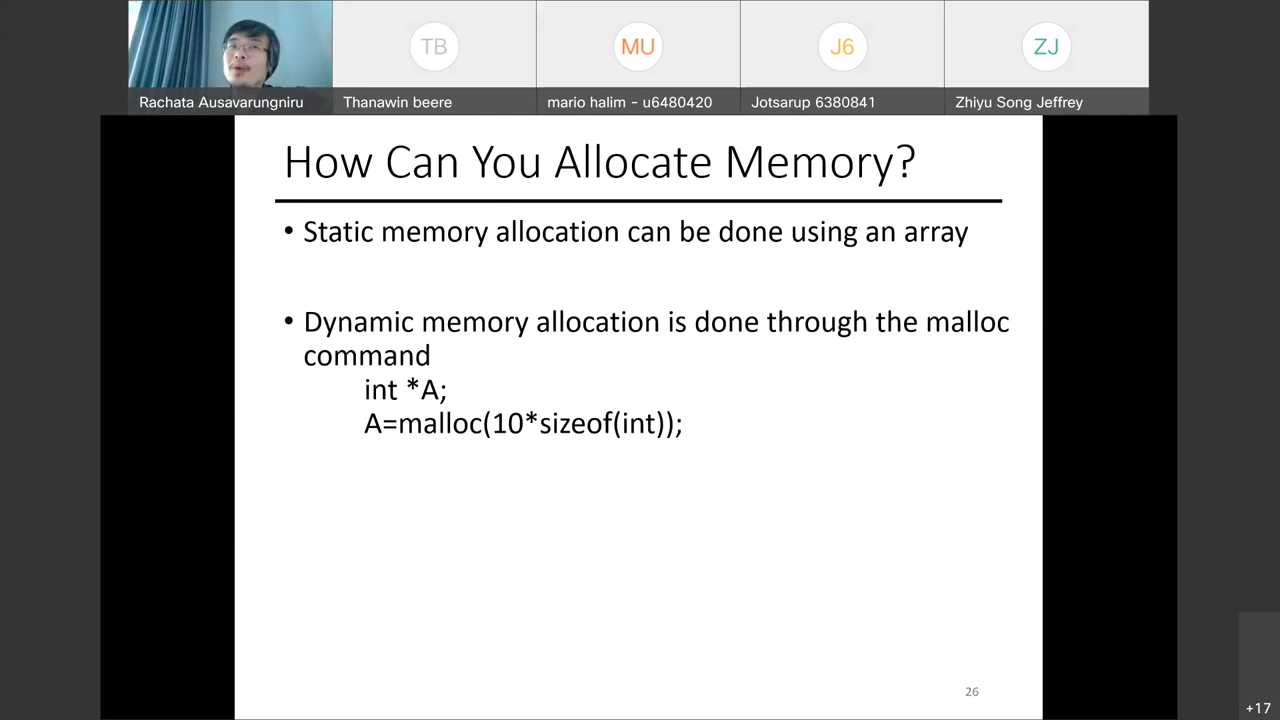 TB
MU
J6
ZJ
Rachata Ausavarungniru
Thanawin beere
mario halim - u6480420
Jotsarup 6380841
Zhiyu Song Jeffrey
How Can You Allocate Memory?
• Static memory allocation can be done using an array
• Dynamic memory allocation is done through the malloc
command
int *A;
A=malloc(10*sizeof(int));
26
+17